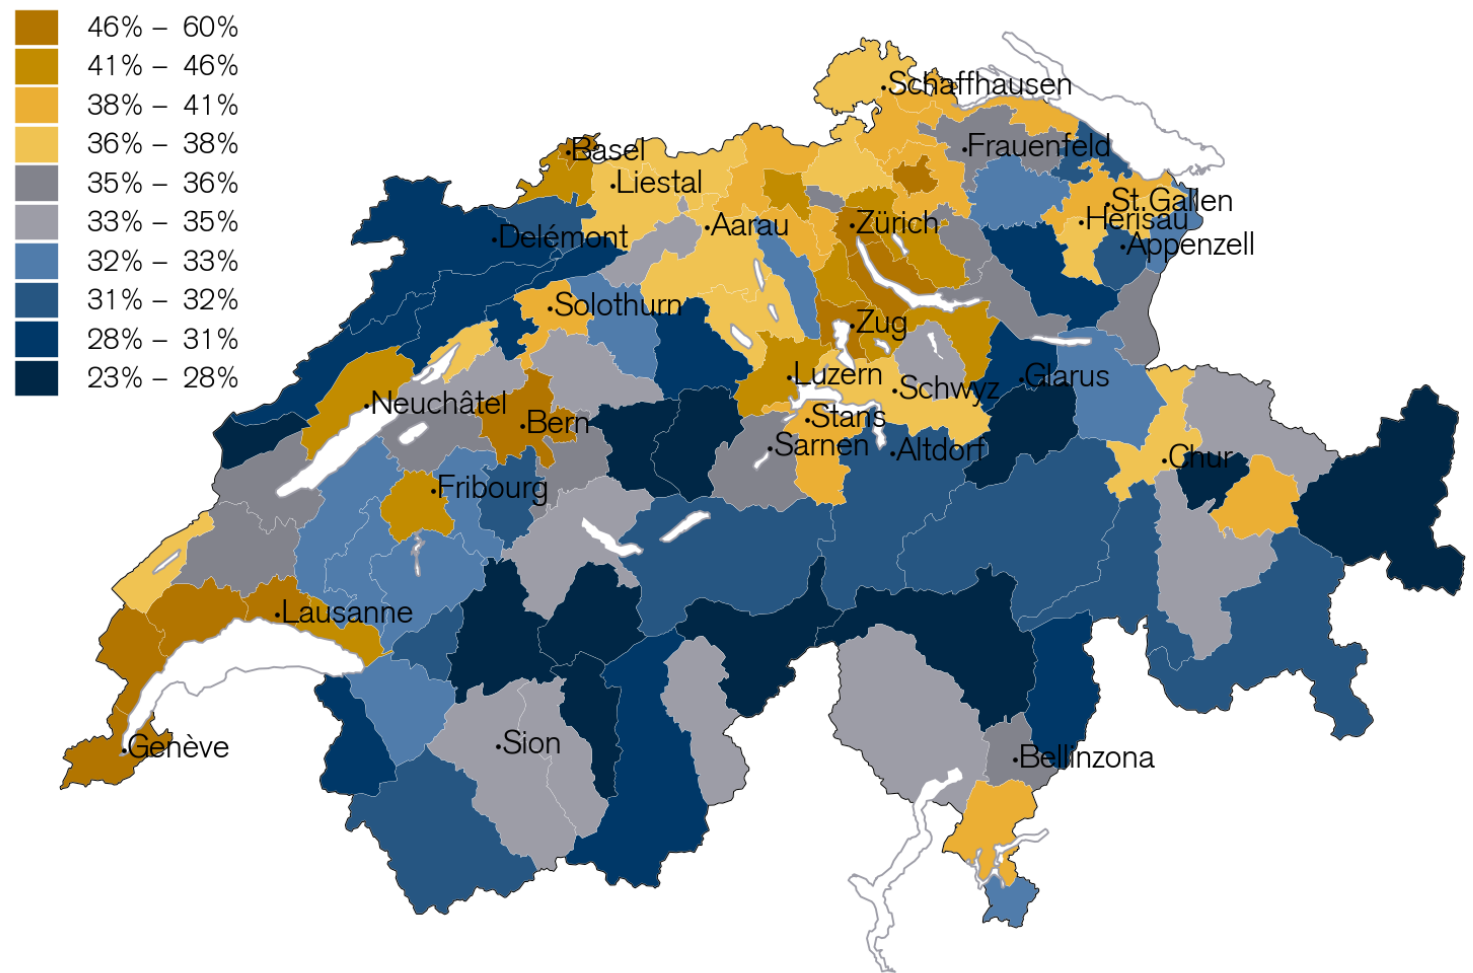 46% – 60%
41% – 46%
38% – 41%
36% – 38%
35% – 36%
33% – 35%
32% – 33%
31% – 32%
28% – 31%
23% – 28%
Schaffhausen
Basel
Frauenfeld
Liestal
St.Gallen
Herisau
Aarau
Zürich
Delémont
Appenzell
Solothurn
Zug
Luzern
Glarus
Schwyz
Neuchâtel
Bern
Stans
Sarnen
Altdorf
Chur
Fribourg
Lausanne
Genève
Sion
Bellinzona